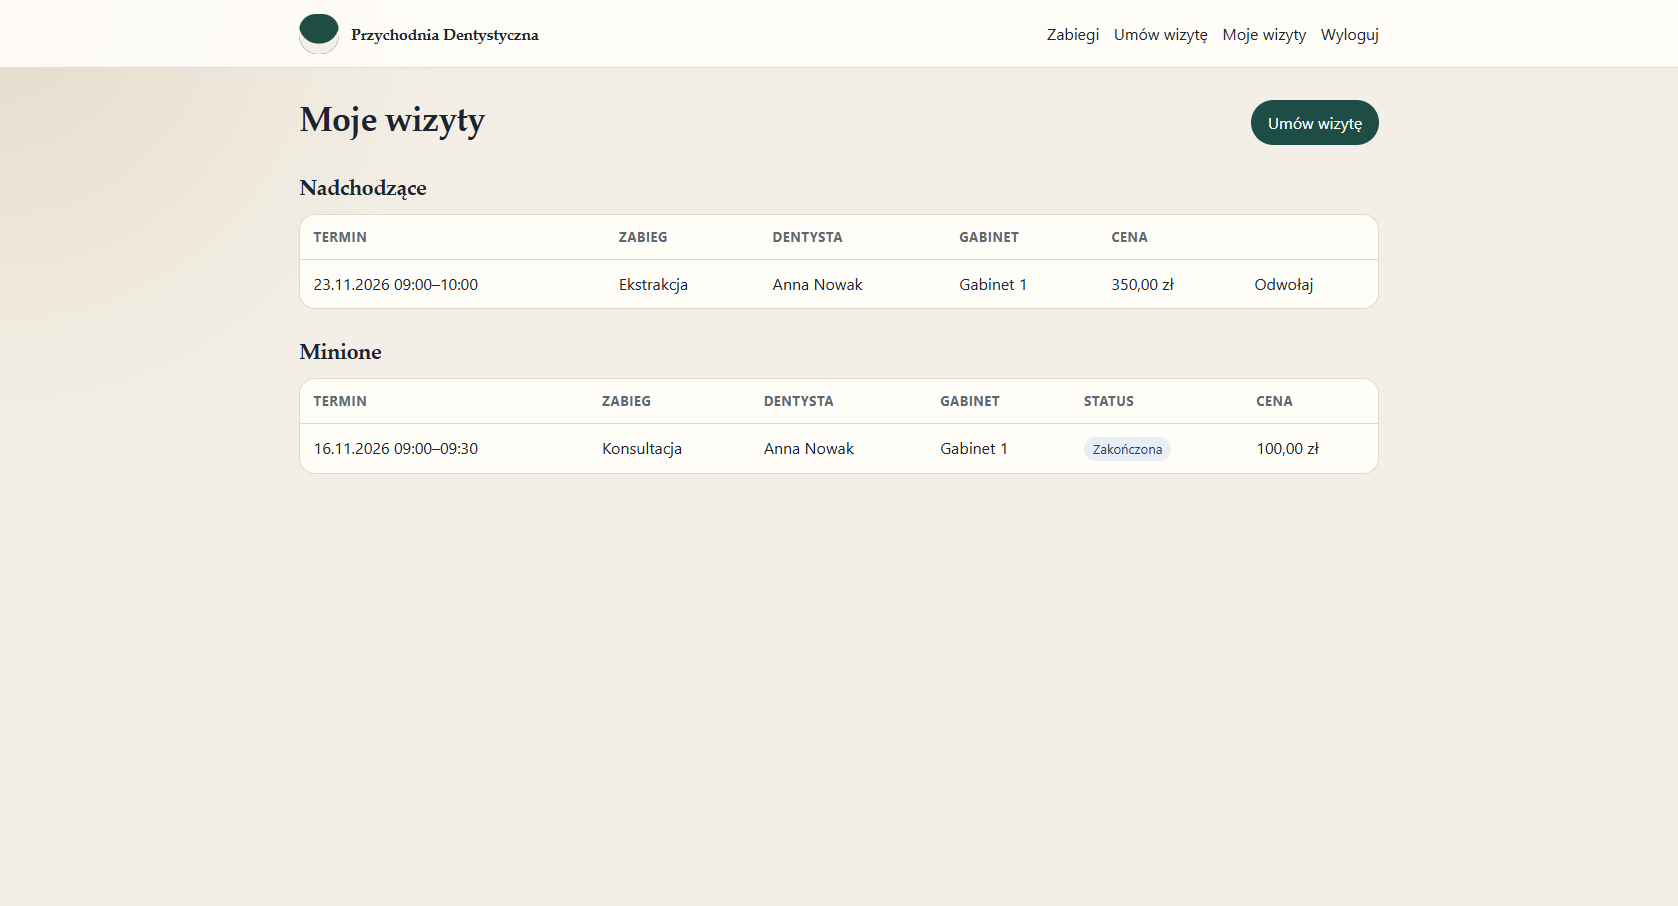 Przychodnia Dentystyczna
Zabiegi Umów wizytę Moje wizyty Wyloguj
Moje wizyty
Umów wizytę
Nadchodzące
TERMIN ZABIEG DENTYSTA GABINET CENA
23.11.2026 09:00–10:00 Ekstrakcja Anna Nowak Gabinet 1 350,00 zł Odwołaj
Minione
TERMIN ZABIEG DENTYSTA GABINET STATUS CENA
16.11.2026 09:00–09:30 Konsultacja Anna Nowak Gabinet 1 Zakończona 100,00 zł